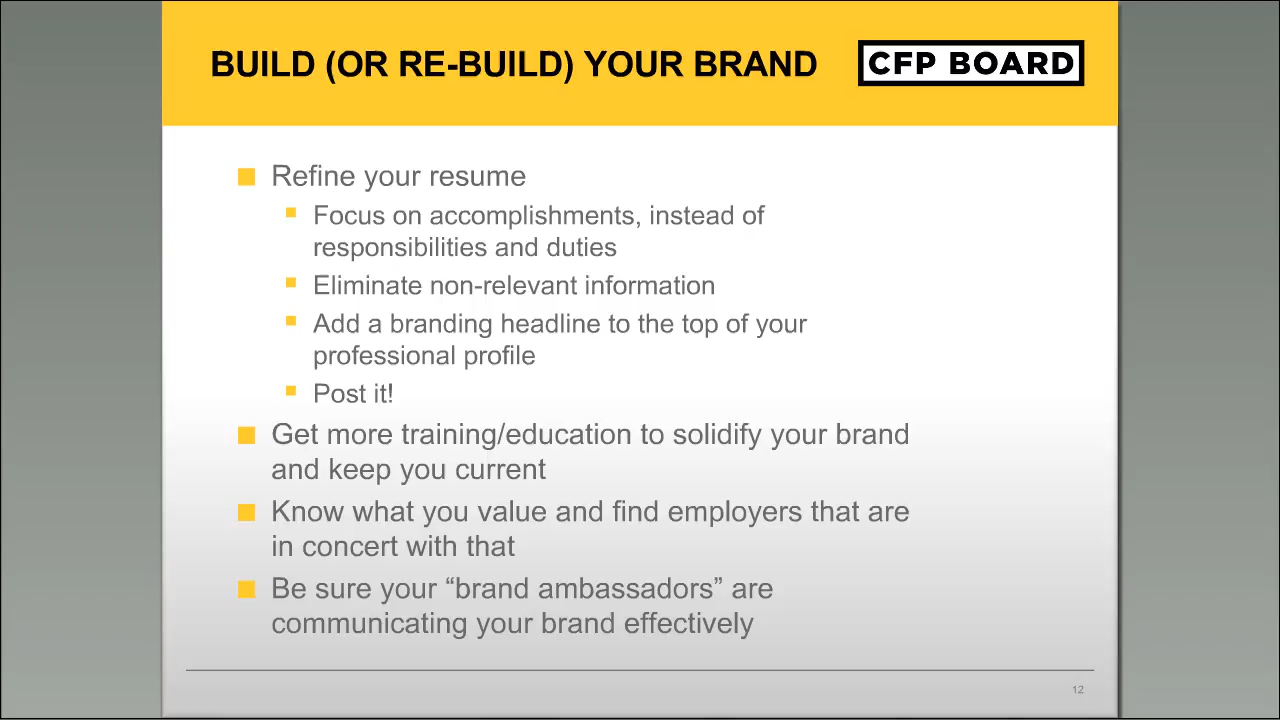 BUILD (OR RE-BUILD) YOUR BRAND
CFP BOARD
Refine your resume
Focus on accomplishments, instead of
responsibilities and duties
Eliminate non-relevant information
Add a branding headline to the top of your
professional profile
Post it!
Get more training/education to solidify your brand
and keep you current
Know what you value and find employers that are
in concert with that
Be sure your “brand ambassadors” are
communicating your brand effectively
12